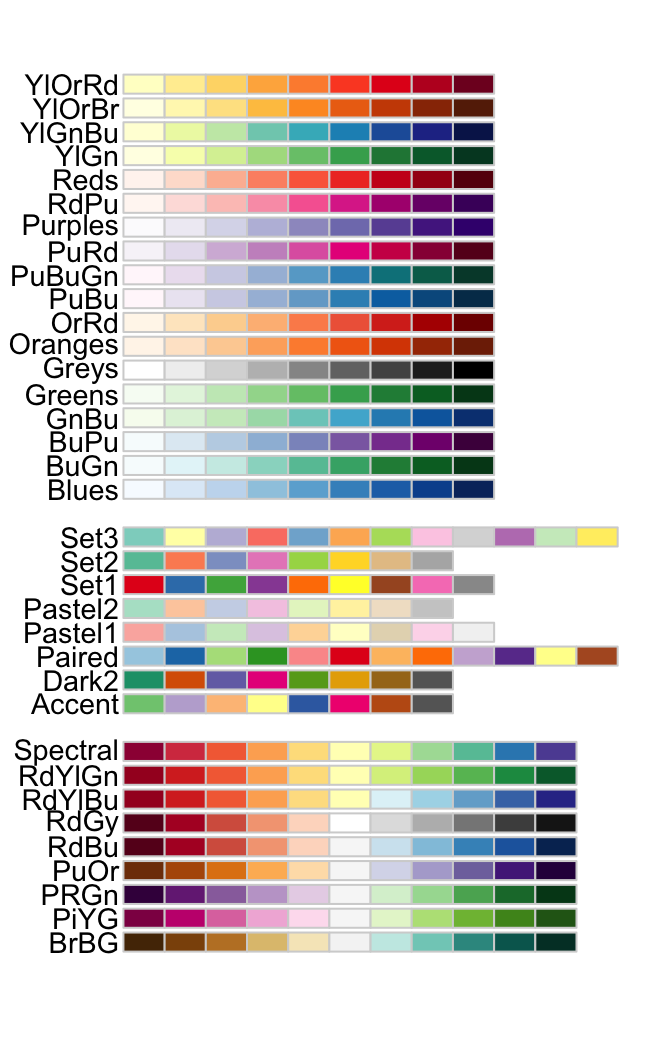 YlOrRd
YlOrBr
YlGnBu
YlGn
Reds
RdPu
Purples
PuRd
PuBuGn
PuBu
OrRd
Oranges
Greys
Greens
GnBu
BuPu
BuGn
Blues
Set3
Set2
Set1
Pastel2
Pastel1
Paired
Dark2
Accent
Spectral
RdYlGn
RdYlBu
RdGy
RdBu
PuOr
PRGn
PiYG
BrBG